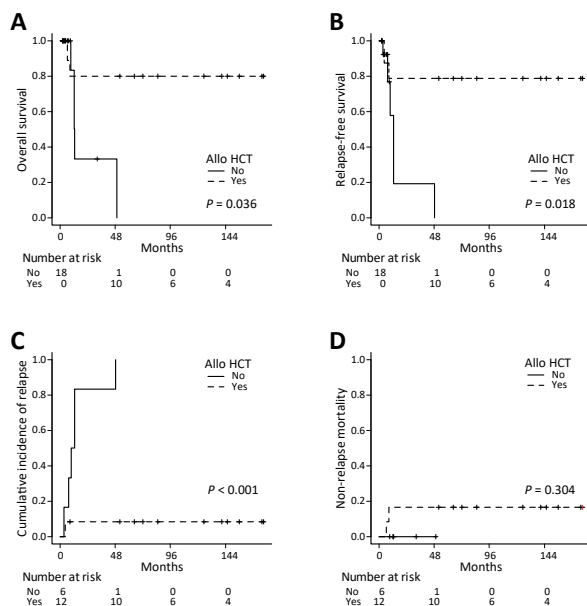 A
Overall survival
1.0
0.8
0.6
0.4
0.2
0.0
Allo HCT
No
Yes
P = 0.036
0 48 96 144
Months
Number at risk
No 18 1 0 0
Yes 0 10 6 4
B
Relapse-free survival
1.0
0.8
0.6
0.4
0.2
0.0
Allo HCT
No
Yes
P = 0.018
0 48 96 144
Months
Number at risk
No 18 1 0 0
Yes 0 10 6 4
C
Cumulative incidence of relapse
1.0
0.8
0.6
0.4
0.2
0.0
Allo HCT
No
Yes
P < 0.001
0 48 96 144
Months
Number at risk
No 6 1 0 0
Yes 12 10 6 4
D
Non-relapse mortality
1.0
0.8
0.6
0.4
0.2
0.0
Allo HCT
No
Yes
P = 0.304
0 48 96 144
Months
Number at risk
No 6 1 0 0
Yes 12 10 6 4